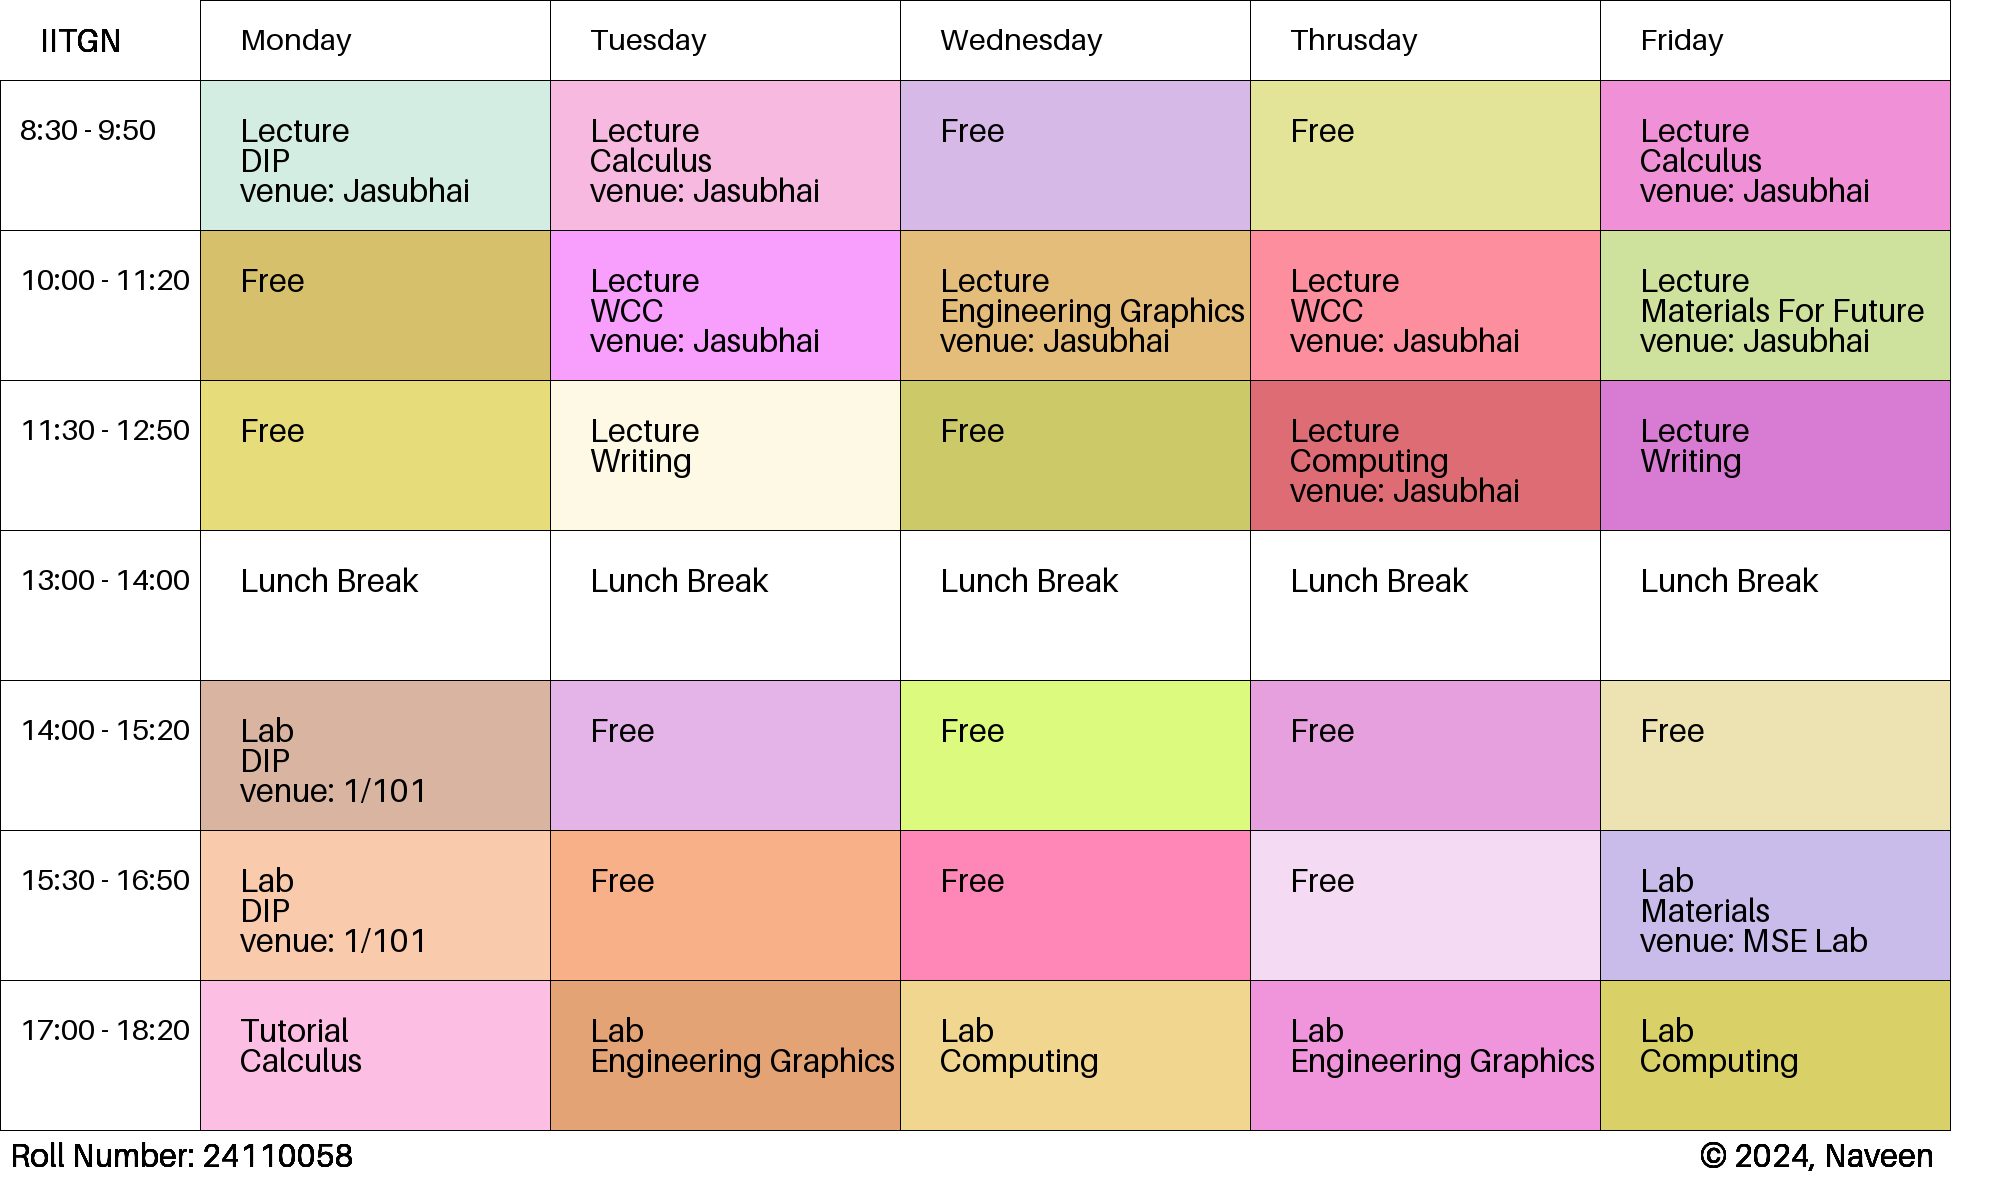 IITGN Monday Tuesday Wednesday Thrusday Friday
8:30 - 9:50
Lecture
DIP
venue: Jasubhai
Lecture
Calculus
venue: Jasubhai
Free
Free
Lecture
Calculus
venue: Jasubhai
10:00 - 11:20
Free
Lecture
WCC
venue: Jasubhai
Lecture
Engineering Graphics
venue: Jasubhai
Lecture
WCC
venue: Jasubhai
Lecture
Materials For Future
venue: Jasubhai
11:30 - 12:50
Free
Lecture
Writing
Free
Lecture
Computing
venue: Jasubhai
Lecture
Writing
13:00 - 14:00
Lunch Break
Lunch Break
Lunch Break
Lunch Break
Lunch Break
14:00 - 15:20
Lab
DIP
venue: 1/101
Free
Free
Free
Free
15:30 - 16:50
Lab
DIP
venue: 1/101
Free
Free
Free
Lab
Materials
venue: MSE Lab
17:00 - 18:20
Tutorial
Calculus
Lab
Engineering Graphics
Lab
Computing
Lab
Engineering Graphics
Lab
Computing
Roll Number: 24110058
© 2024, Naveen